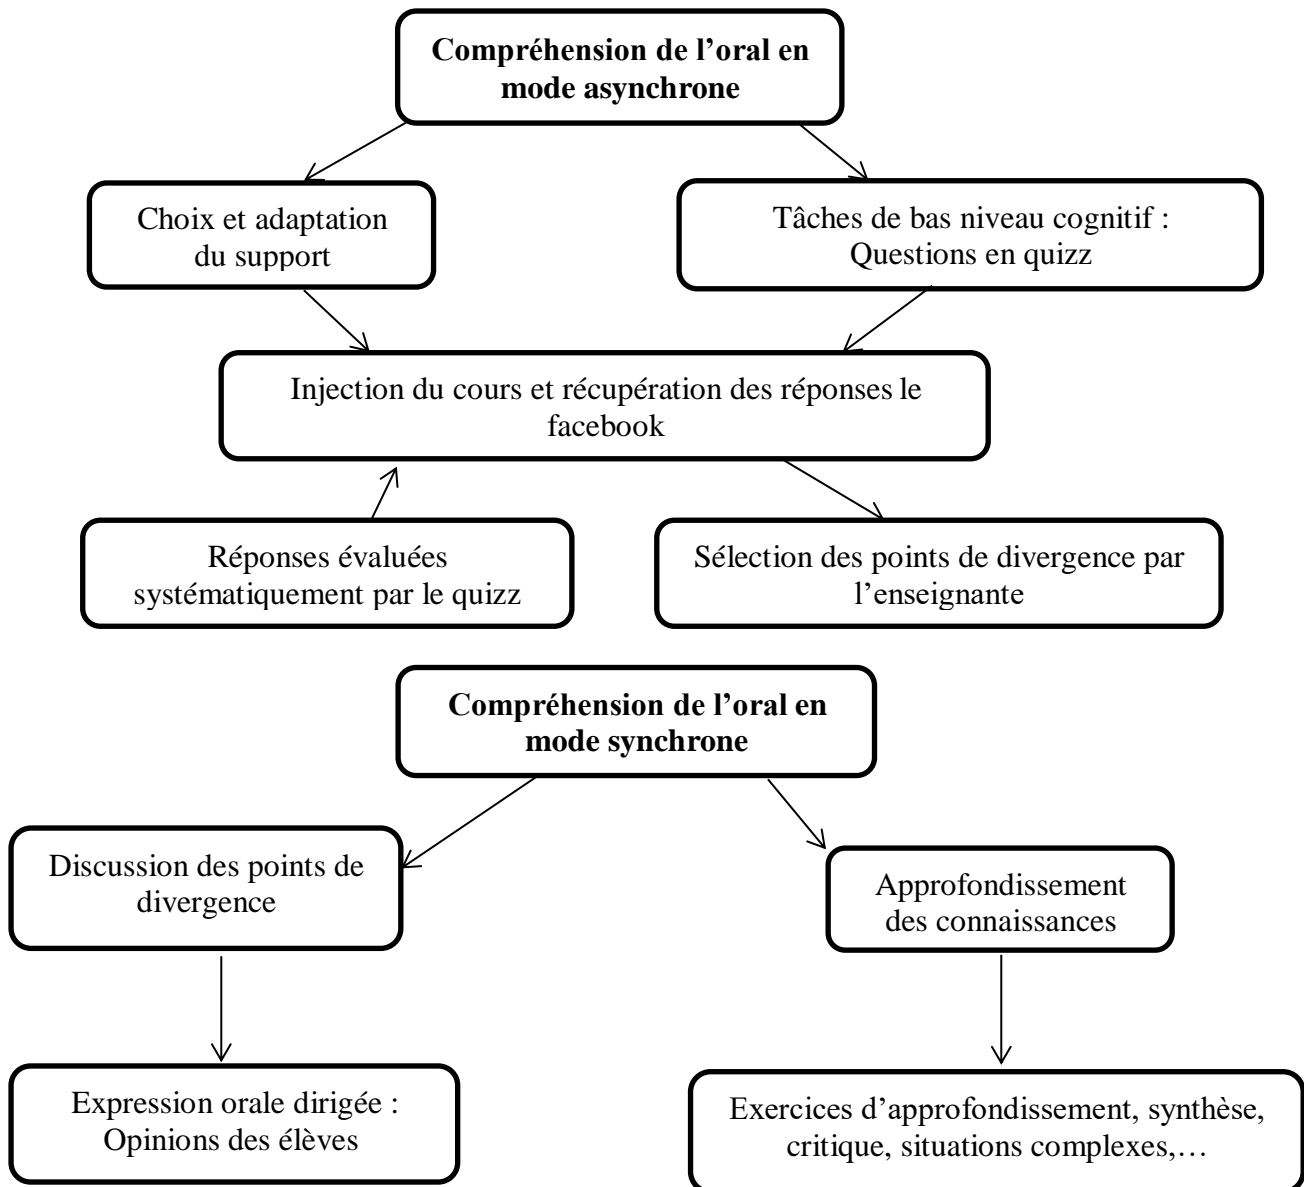 Compréhension de l’oral en
mode asynchrone
Choix et adaptation
du support
Tâches de bas niveau cognitif :
Questions en quizz
Injection du cours et récupération des réponses le
facebook
Réponses évaluées
systématiquement par le quizz
Sélection des points de divergence par
l’enseignante
Compréhension de l’oral en
mode synchrone
Discussion des points de
divergence
Approfondissement
des connaissances
Expression orale dirigée :
Opinions des élèves
Exercices d’approfondissement, synthèse,
critique, situations complexes,…